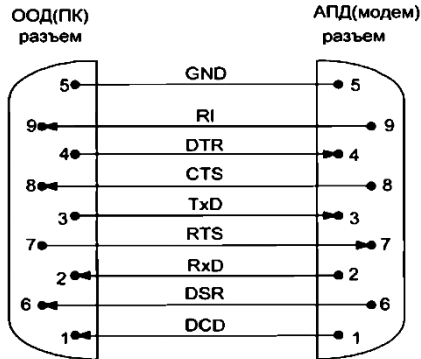 ООД(ПК) АПД(модем)
разъем разъем
5 GND 5
9 RI 9
4 DTR 4
8 CTS 8
3 TxD 3
7 RTS 7
2 RxD 2
6 DSR 6
1 DCD 1